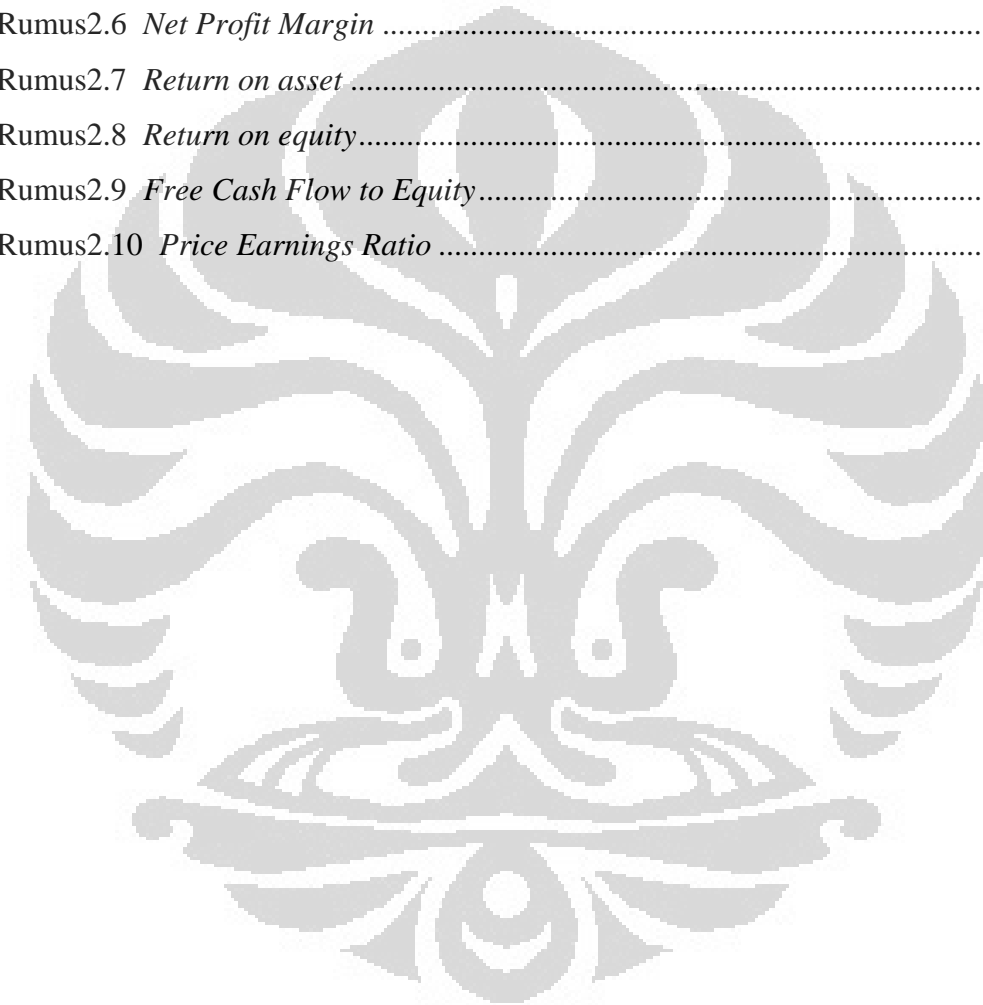 Rumus2.6 Net Profit Margin ................................................................................
Rumus2.7 Return on asset ....................................................................................
Rumus2.8 Return on equity...................................................................................
Rumus2.9 Free Cash Flow to Equity...................................................................
Rumus2.10 Price Earnings Ratio .........................................................................